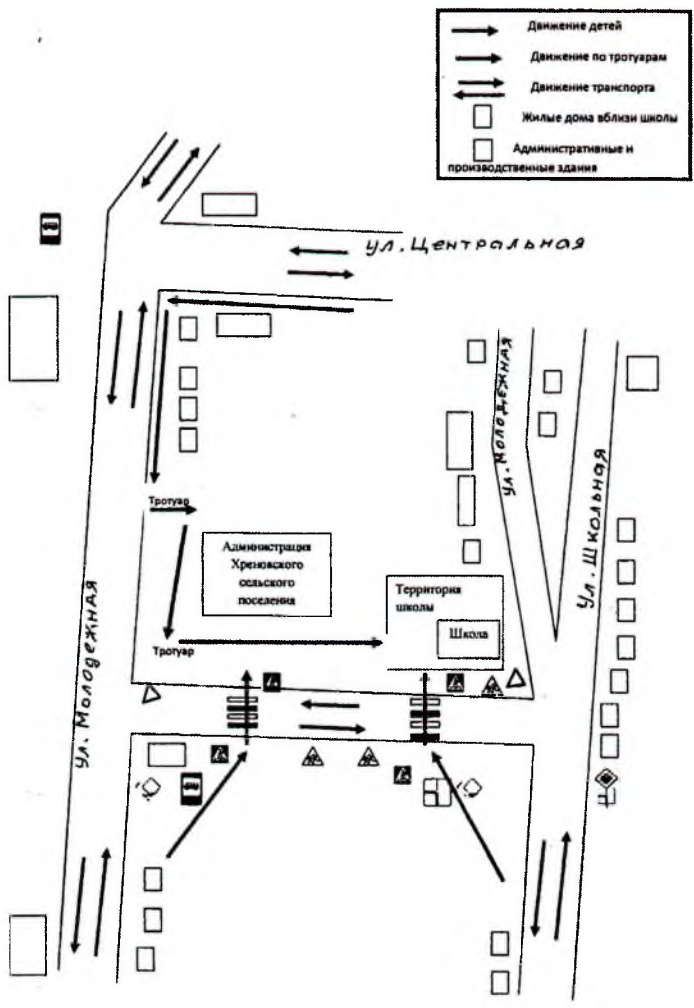 Движение детей
Движение по тротуарам
Движение транспорта
Жилые дома вблизи школы
Административные и
производственные здания
ул. Центральная
ул. Молодежная
Ул. Школьная
Тротуар
Администрация
Хреновского
сельского
поселения
Территория
школы
Школа
Тротуар
ул. Молодежная